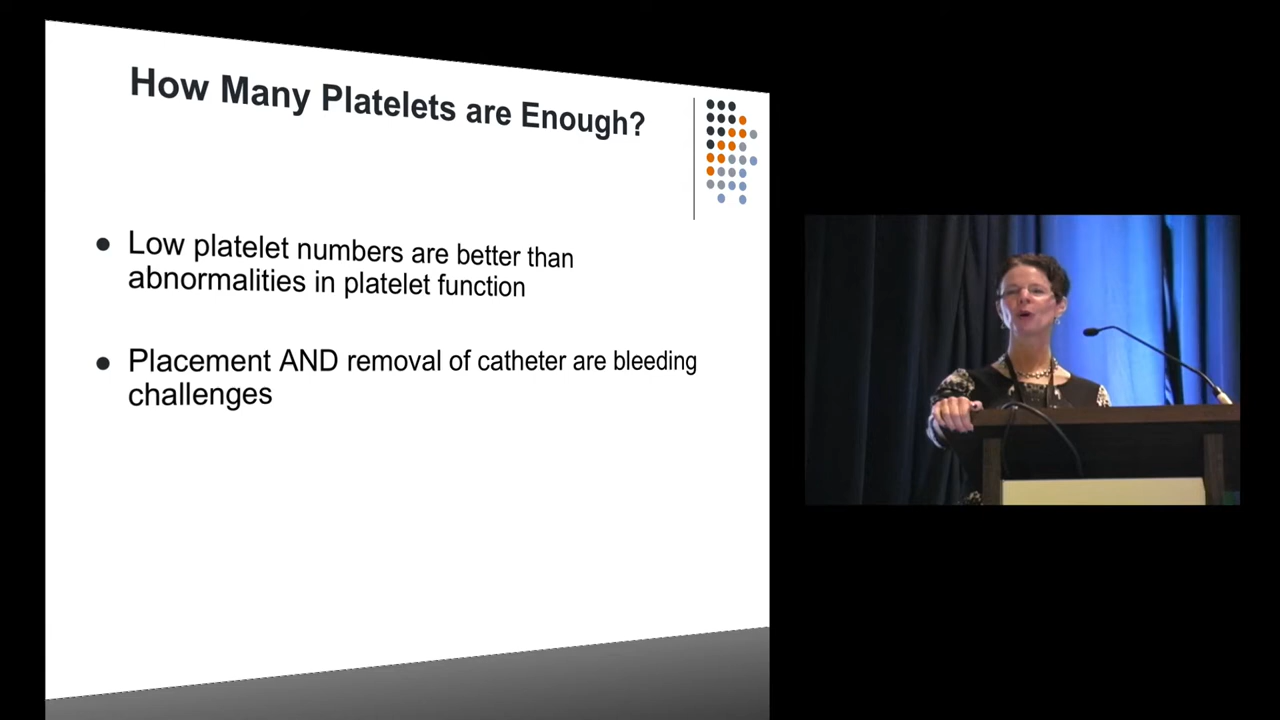 How Many Platelets are Enough?
Low platelet numbers are better than
abnormalities in platelet function
Placement AND removal of catheter are bleeding
challenges